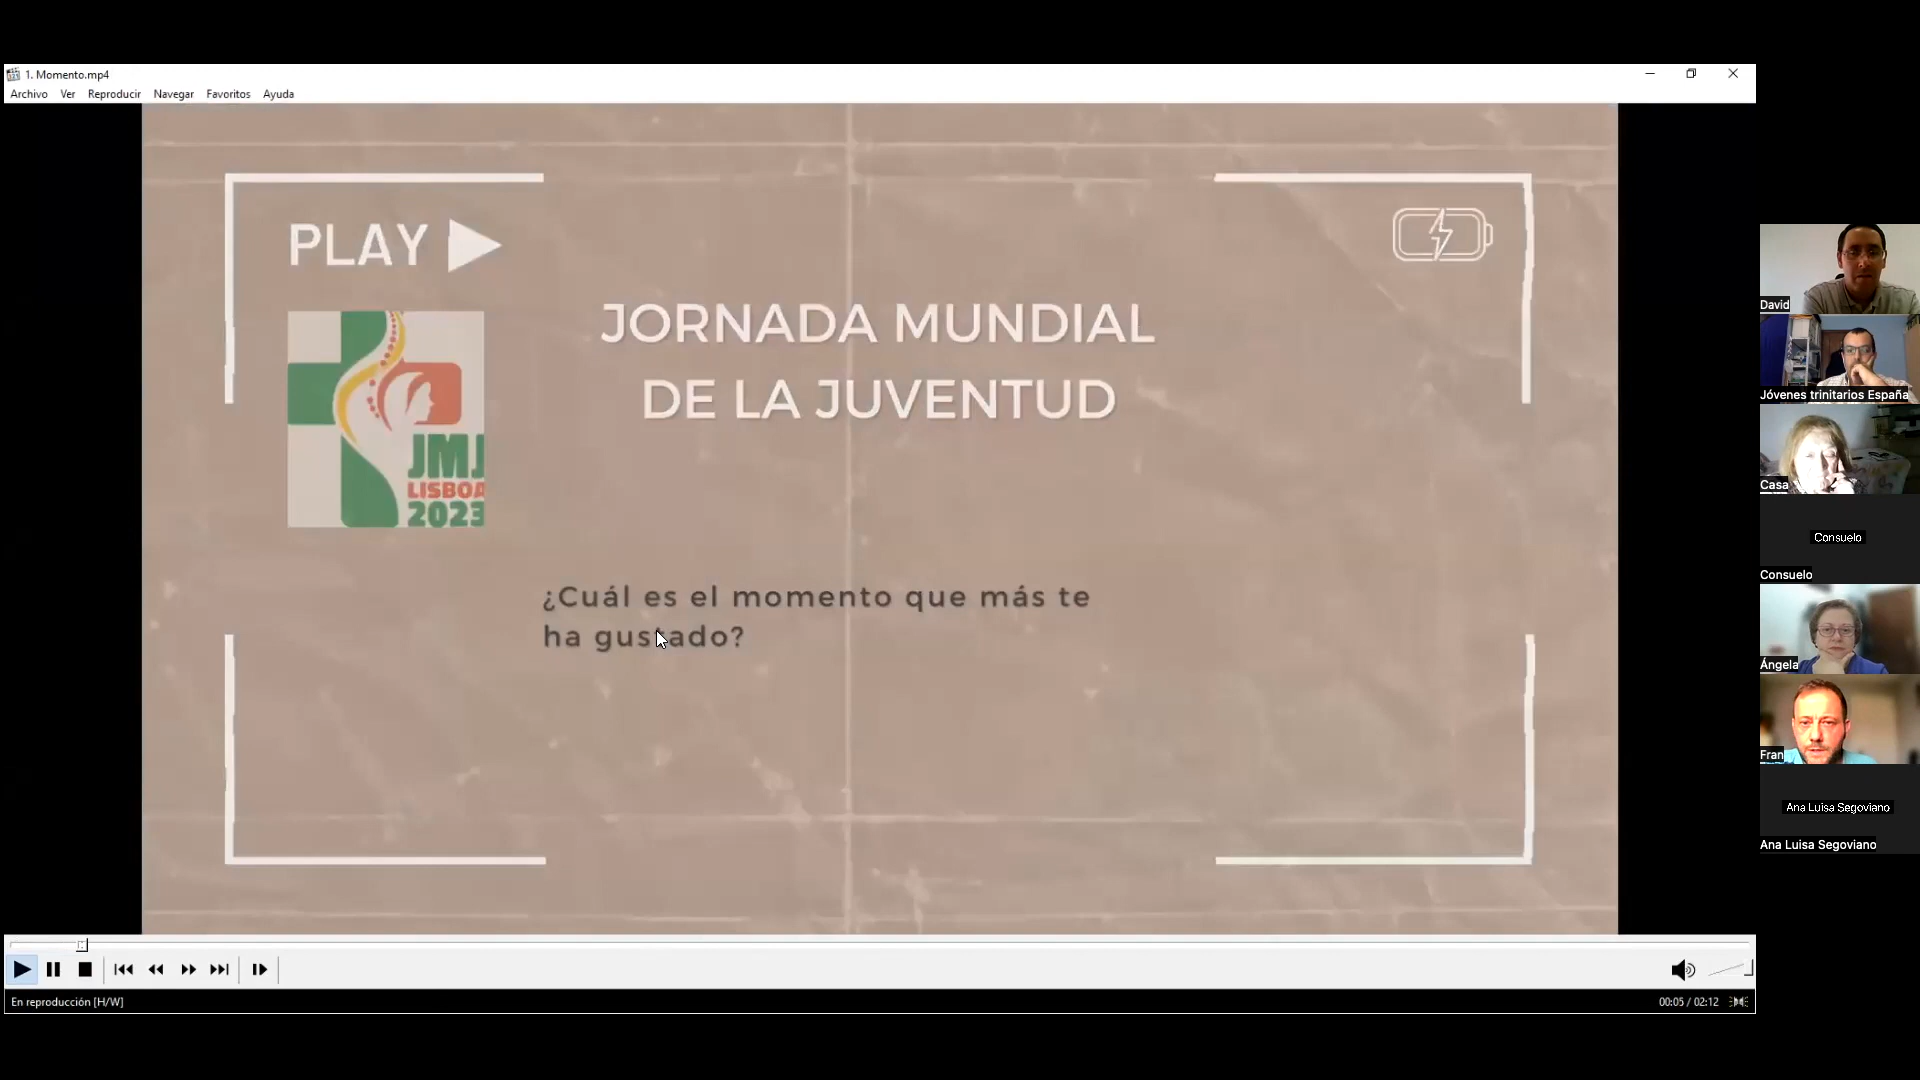 1. Momento.mp4
Archivo Ver Reproducir Navegar Favoritos Ayuda
PLAY
JORNADA MUNDIAL
DE LA JUVENTUD
JMJ
LISBOA
2023
¿Cuál es el momento que más te
ha gustado?
En reproducción [H/W]
00:05 / 02:12
David
Jóvenes trinitarios España
Casa
Consuelo
Consuelo
Ángela
Fran
Ana Luisa Segoviano
Ana Luisa Segoviano